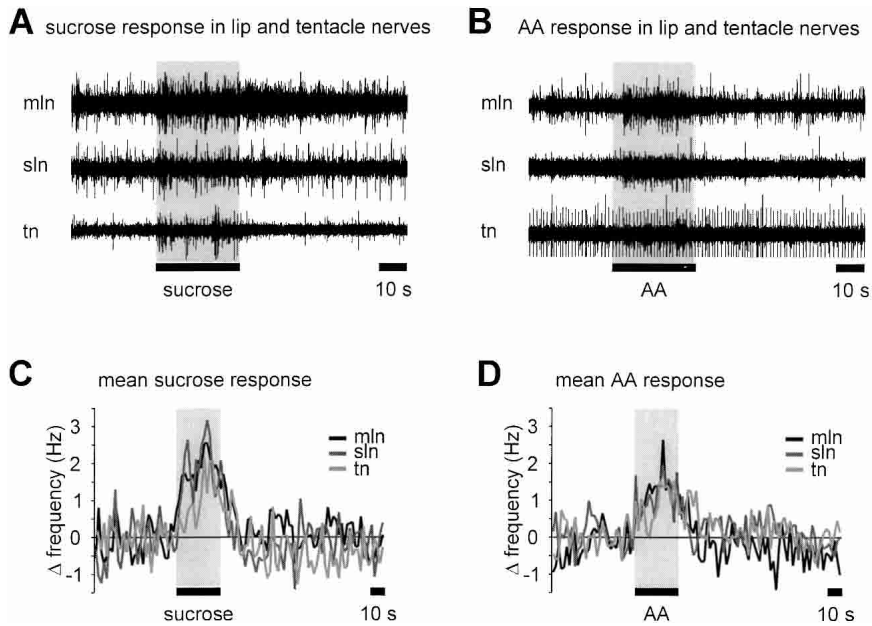 A sucrose response in lip and tentacle nerves
mln
sln
tn
sucrose
10 s
B AA response in lip and tentacle nerves
mln
sln
tn
AA
10 s
C mean sucrose response
Δ frequency (Hz)
3
2
1
0
-1
mln
sln
tn
sucrose
10 s
D mean AA response
Δ frequency (Hz)
3
2
1
0
-1
mln
sln
tn
AA
10 s